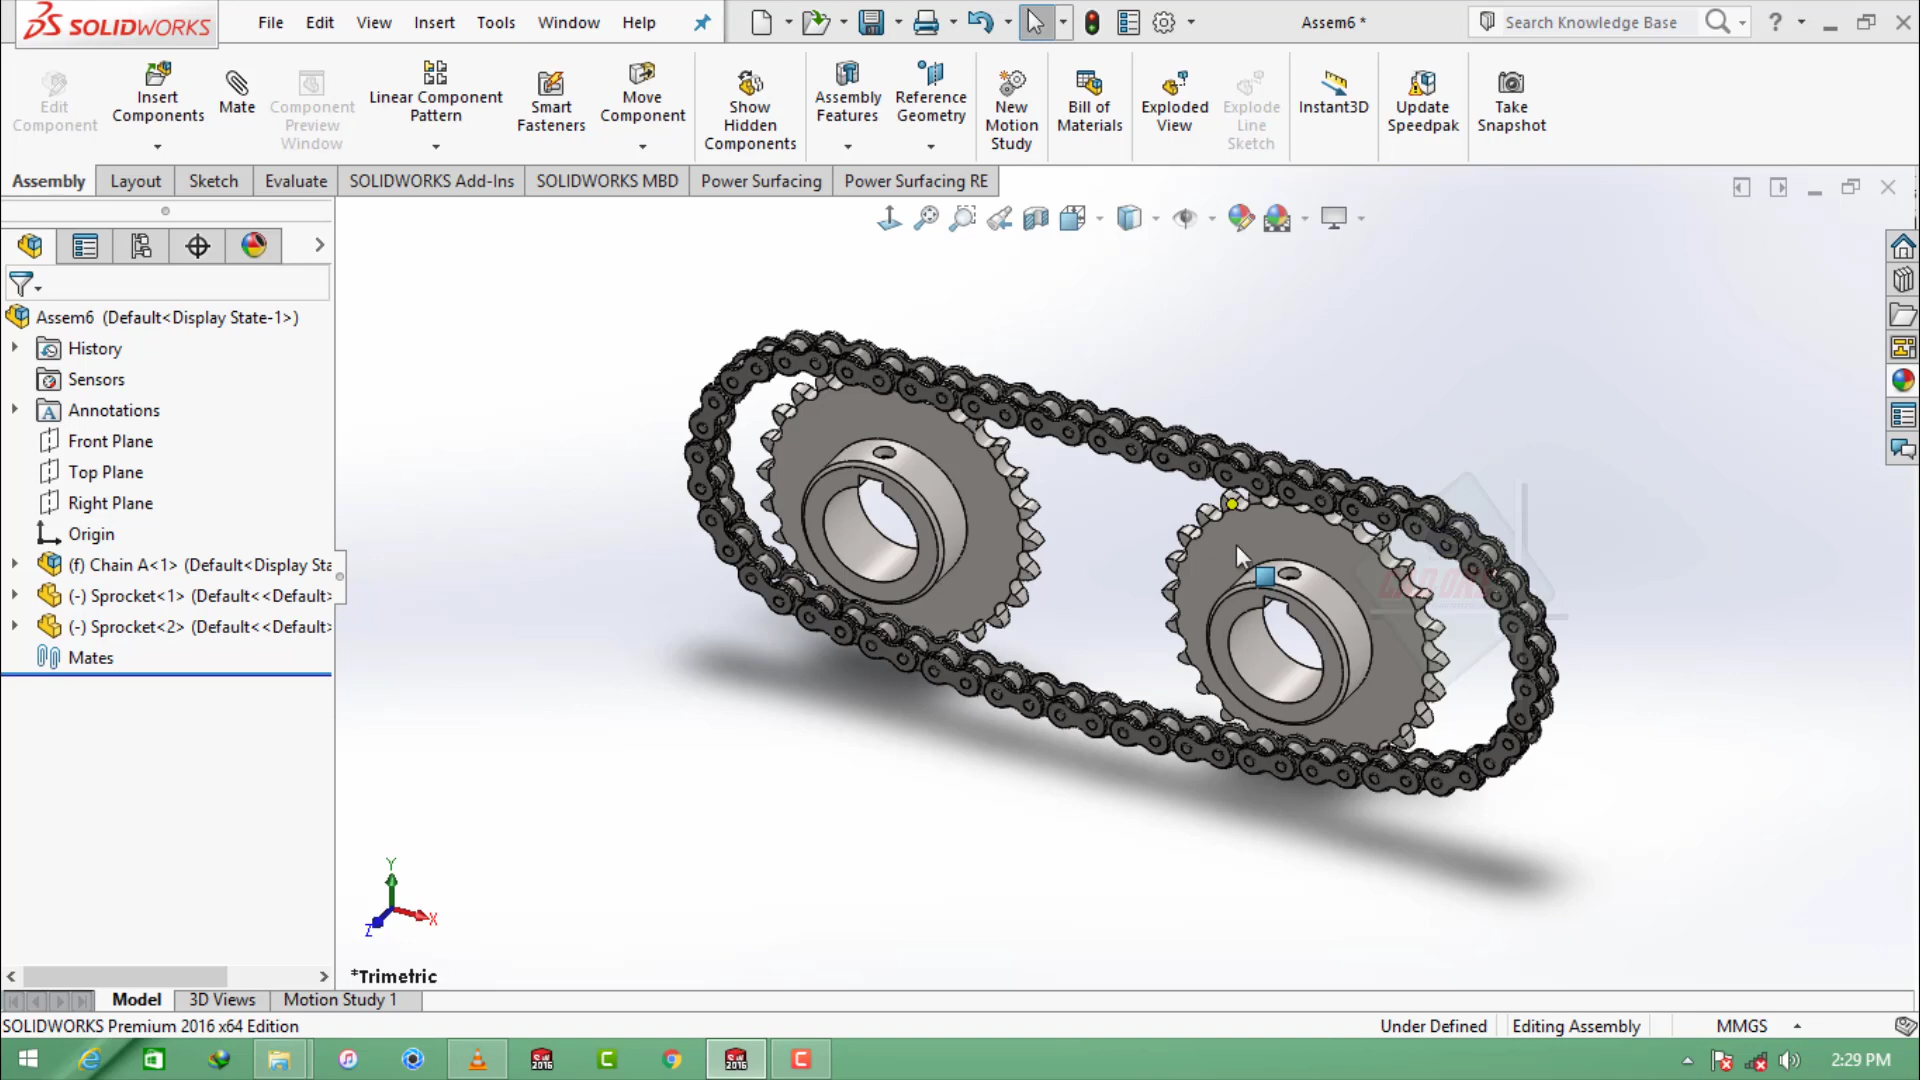 SOLIDWORKS
File Edit View Insert Tools Window Help
Assem6 *
Search Knowledge Base
Edit Component
Insert Components
Mate
Component Preview Window
Linear Component Pattern
Smart Fasteners
Move Component
Show Hidden Components
Assembly Features
Reference Geometry
New Motion Study
Bill of Materials
Exploded View
Explode Line Sketch
Instant3D
Update Speedpak
Take Snapshot
Assembly Layout Sketch Evaluate SOLIDWORKS Add-Ins SOLIDWORKS MBD Power Surfacing Power Surfacing RE
Assem6 (Default<Display State-1>)
History
Sensors
Annotations
Front Plane
Top Plane
Right Plane
Origin
(f) Chain A<1> (Default<Display Sta
(-) Sprocket<1> (Default<<Default>
(-) Sprocket<2> (Default<<Default>
Mates
Y
X
Z
*Trimetric
Model 3D Views Motion Study 1
SOLIDWORKS Premium 2016 x64 Edition
Under Defined Editing Assembly MMGS
2:29 PM